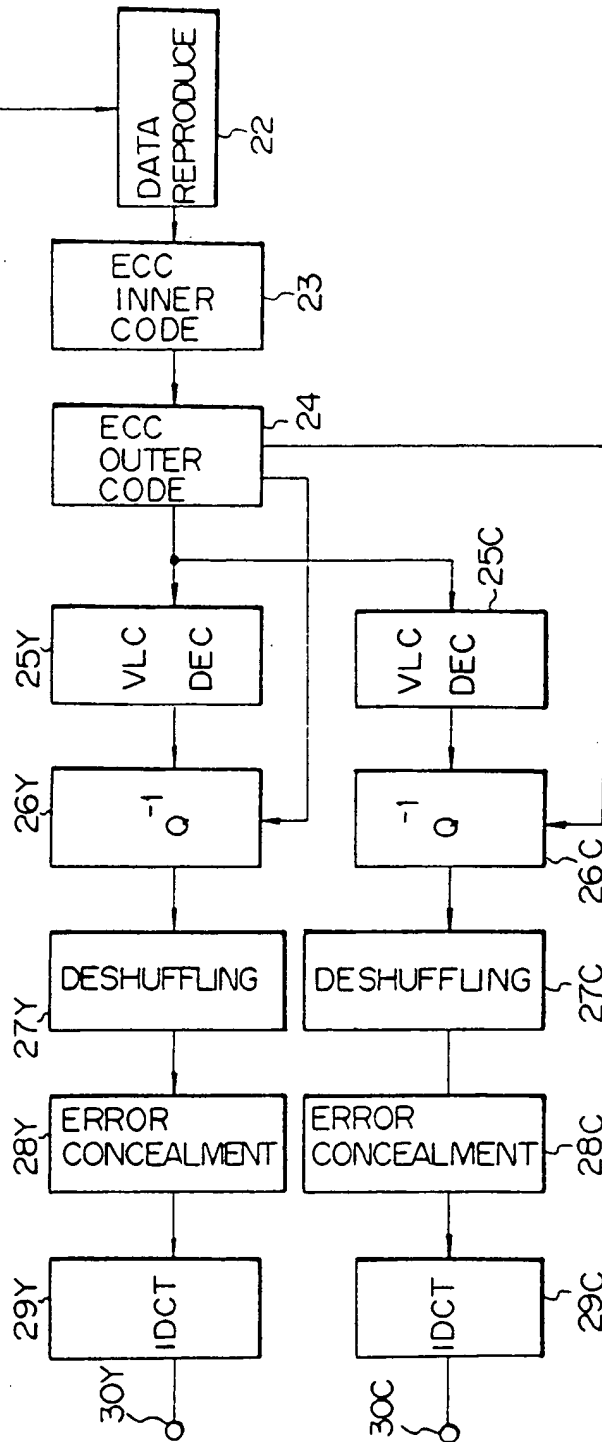 DATA
REPRODUCE
22
ECC
INNER
CODE
23
ECC
OUTER
CODE
24
25Y
VLC
DEC
25C
VLC
DEC
26Y
Q⁻¹
26C
Q⁻¹
27Y
DESHUFFLING
27C
DESHUFFLING
28Y
ERROR
CONCEALMENT
28C
ERROR
CONCEALMENT
29Y
IDCT
29C
IDCT
30Y
30C